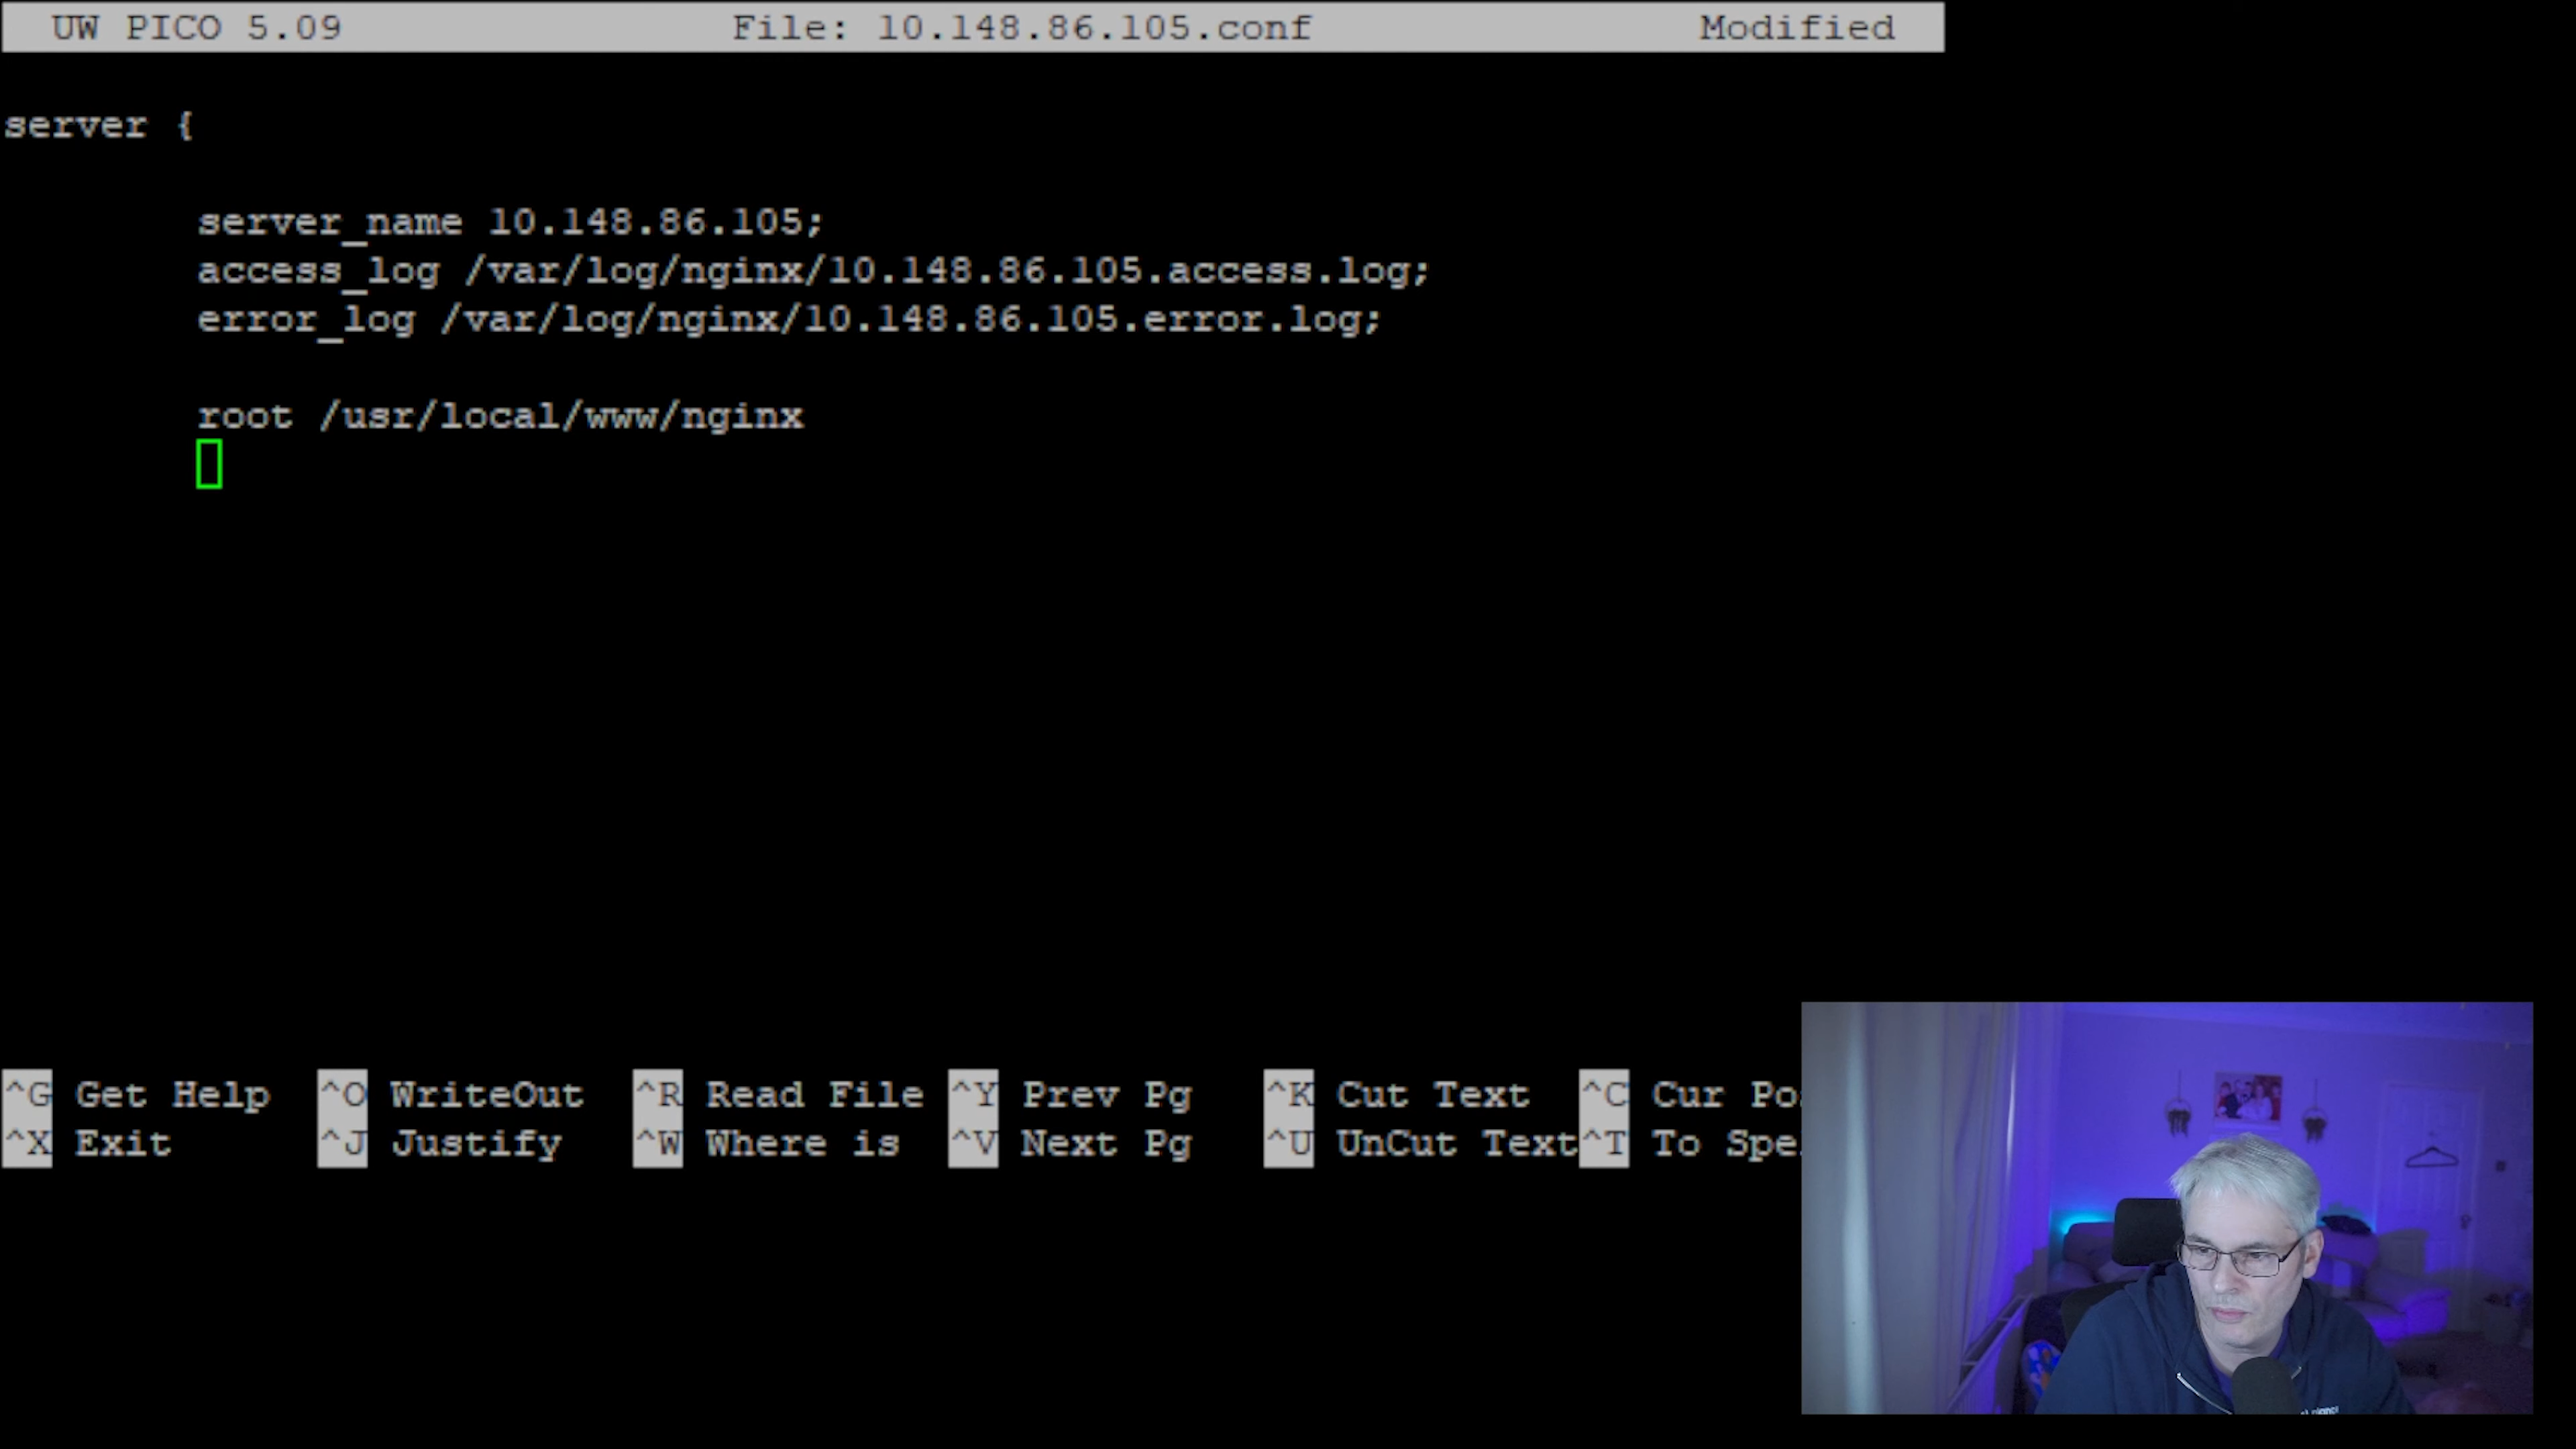 UW PICO 5.09 File: 10.148.86.105.conf Modified
server {
server_name 10.148.86.105;
access_log /var/log/nginx/10.148.86.105.access.log;
error_log /var/log/nginx/10.148.86.105.error.log;
root /usr/local/www/nginx
^G Get Help ^O WriteOut ^R Read File ^Y Prev Pg ^K Cut Text ^C Cur
^X Exit ^J Justify ^W Where is ^V Next Pg ^U UnCut Text ^T To